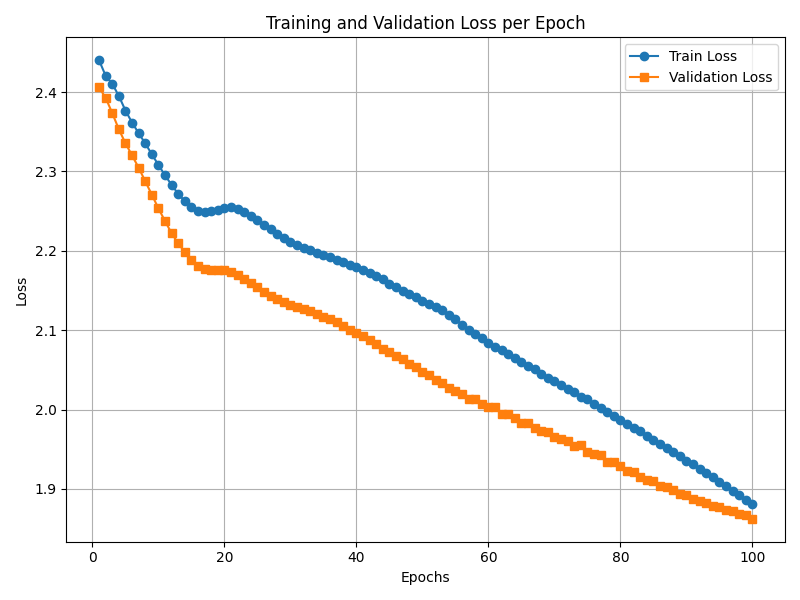 Training and Validation Loss per Epoch
Train Loss
Validation Loss
2.4
2.3
2.2
2.1
2.0
1.9
Loss
0 20 40 60 80 100
Epochs